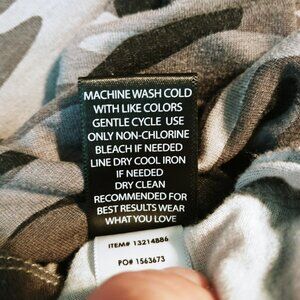 MACHINE WASH COLD
WITH LIKE COLORS
GENTLE CYCLE USE
ONLY NON-CHLORINE
BLEACH IF NEEDED
LINE DRY COOL IRON
IF NEEDED
DRY CLEAN
RECOMMENDED FOR
BEST RESULTS WEAR
WHAT YOU LOVE
ITEM# 13214886
PO# 1563673